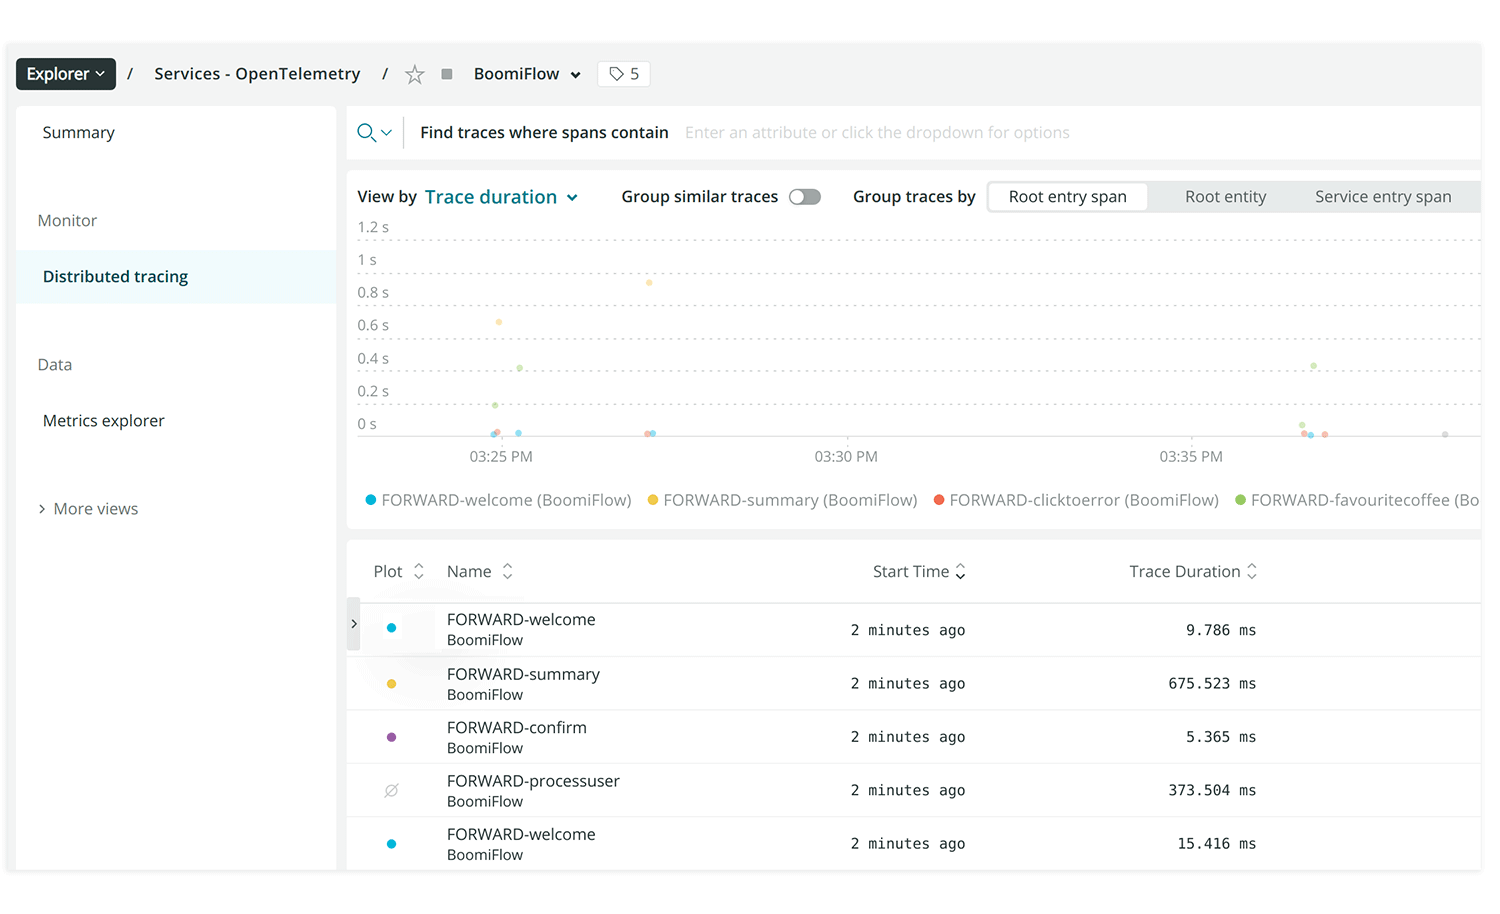 Explorer / Services - OpenTelemetry / BoomiFlow 5
Summary
Monitor
Distributed tracing
Data
Metrics explorer
More views
Find traces where spans contain Enter an attribute or click the dropdown for options
View by Trace duration Group similar traces Group traces by Root entry span Root entity Service entry span
1.2 s
1 s
0.8 s
0.6 s
0.4 s
0.2 s
0 s
03:25 PM 03:30 PM 03:35 PM
FORWARD-welcome (BoomiFlow) FORWARD-summary (BoomiFlow) FORWARD-clicktoerror (BoomiFlow) FORWARD-favouritecoffee (Bo
Plot Name Start Time Trace Duration
FORWARD-welcome
BoomiFlow
2 minutes ago 9.786 ms
FORWARD-summary
BoomiFlow
2 minutes ago 675.523 ms
FORWARD-confirm
BoomiFlow
2 minutes ago 5.365 ms
FORWARD-processuser
BoomiFlow
2 minutes ago 373.504 ms
FORWARD-welcome
BoomiFlow
2 minutes ago 15.416 ms